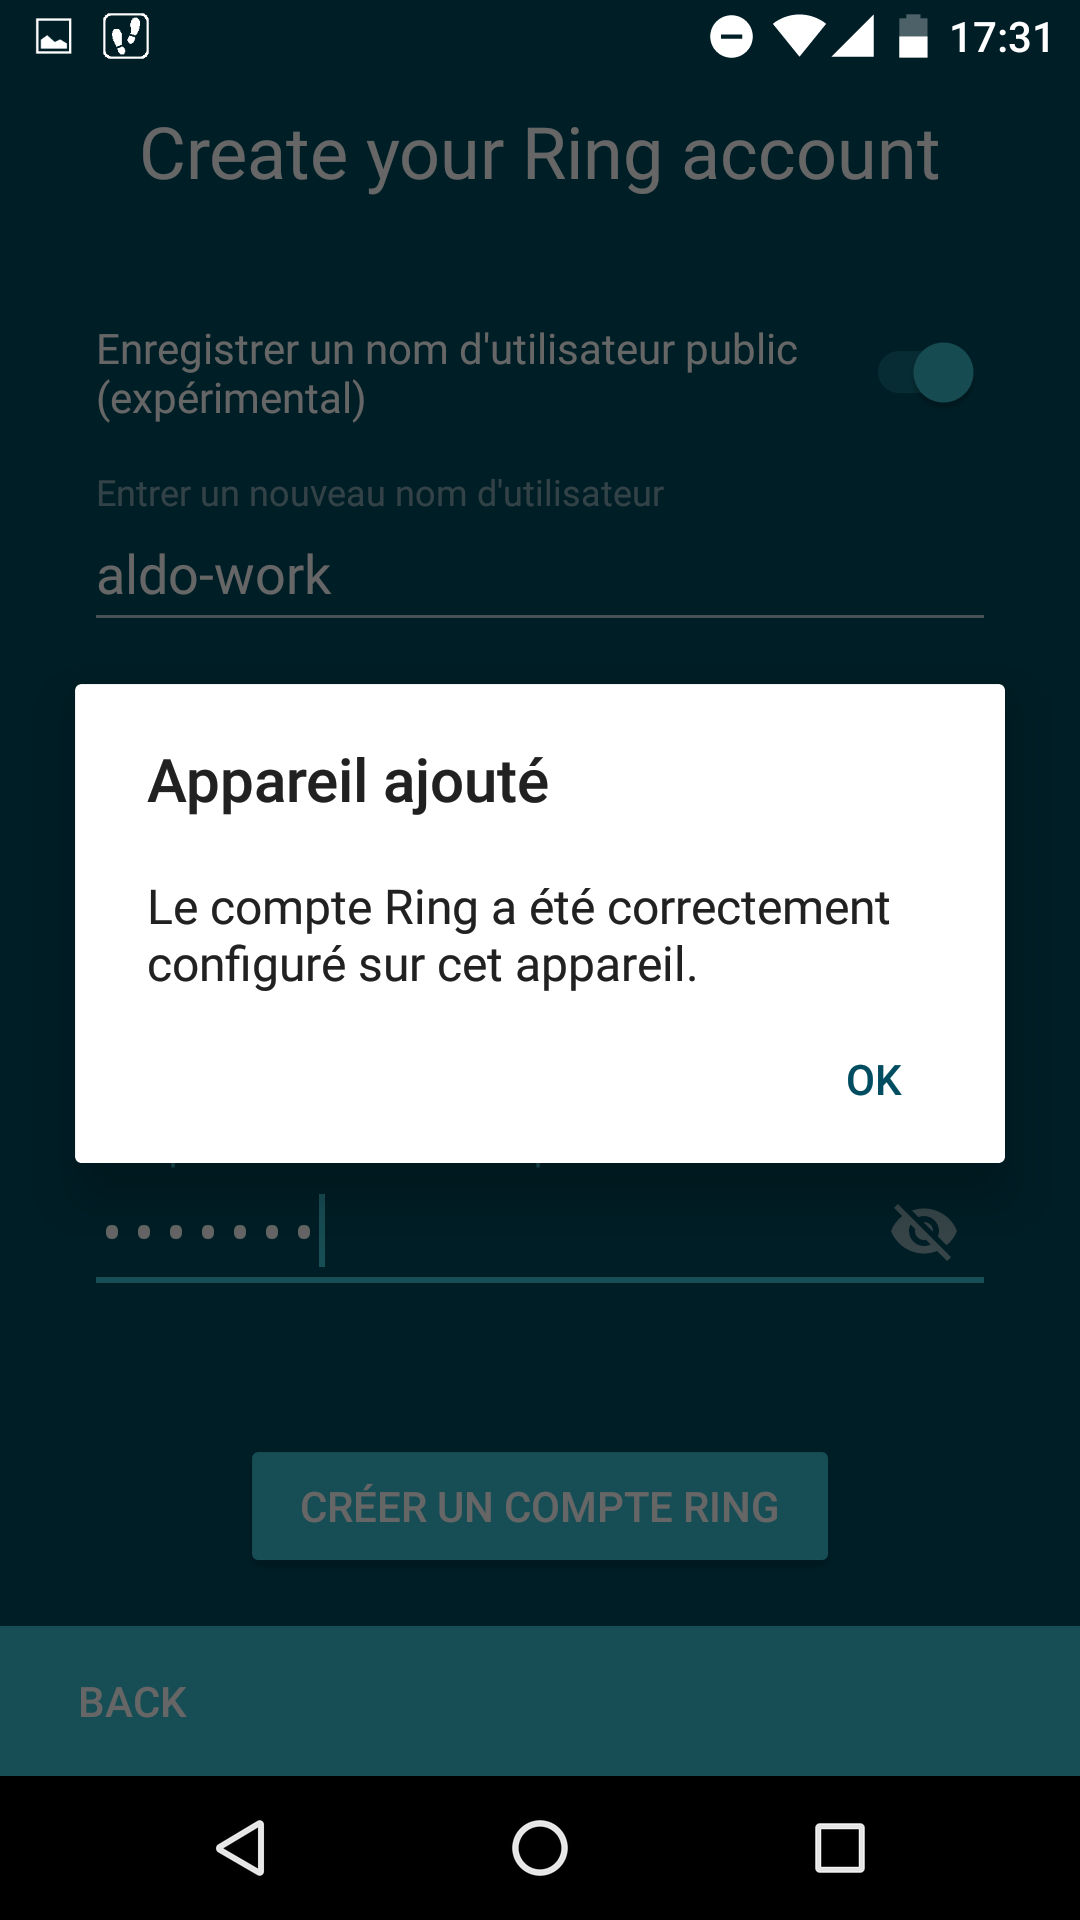 17:31
Create your Ring account
Enregistrer un nom d'utilisateur public
(expérimental)
Entrer un nouveau nom d'utilisateur
aldo-work
Appareil ajouté
Le compte Ring a été correctement
configuré sur cet appareil.
OK
CRÉER UN COMPTE RING
BACK